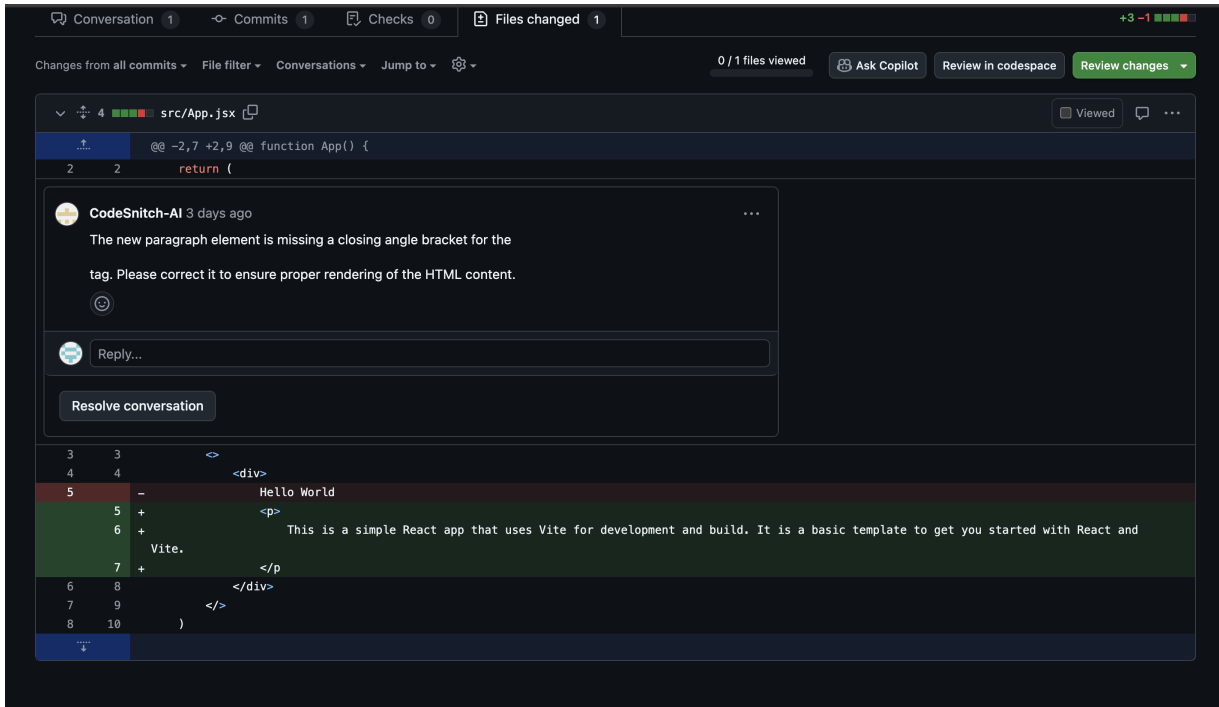 Conversation 1 Commits 1 Checks 0 Files changed 1 +3 −1
Changes from all commits File filter Conversations Jump to 0 / 1 files viewed Ask Copilot Review in codespace Review changes
4 src/App.jsx Viewed
@@ -2,7 +2,9 @@ function App() {
2 2 return (
CodeSnitch-AI 3 days ago
The new paragraph element is missing a closing angle bracket for the
tag. Please correct it to ensure proper rendering of the HTML content.
Reply...
Resolve conversation
3 3 <>
4 4 <div>
5 - Hello World
5 + <p>
6 + This is a simple React app that uses Vite for development and build. It is a basic template to get you started with React and
Vite.
7 + </p
6 8 </div>
7 9 </>
8 10 )